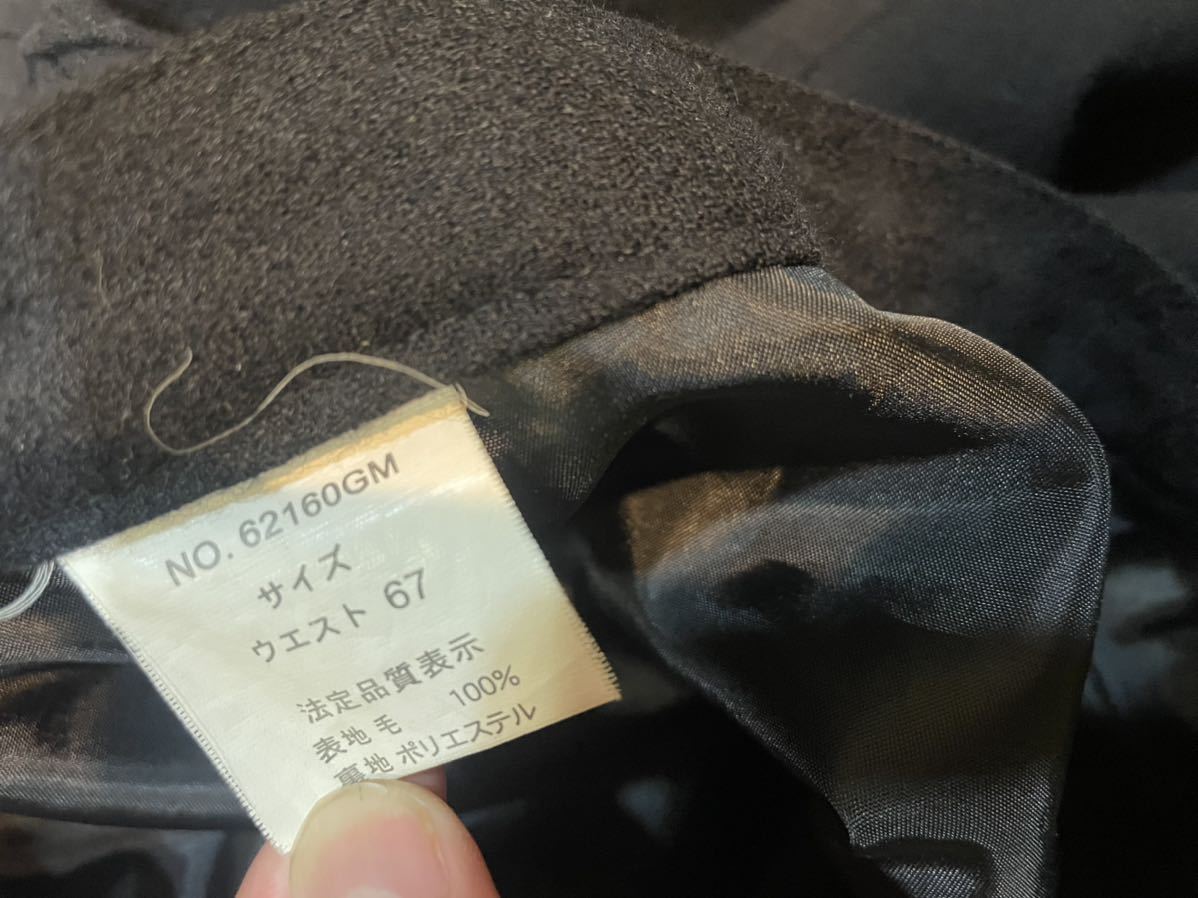 NO. 62160GM
サイズ
ウエスト 67
法定品質表示
表地 毛 100%
裏地 ポリエステル